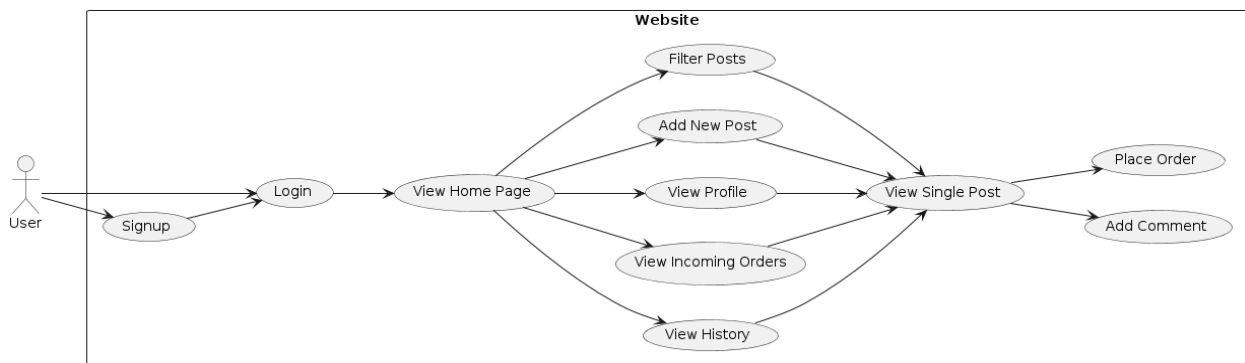 Website
Filter Posts
Add New Post
Place Order
Login
View Home Page
View Profile
View Single Post
User
Signup
Add Comment
View Incoming Orders
View History